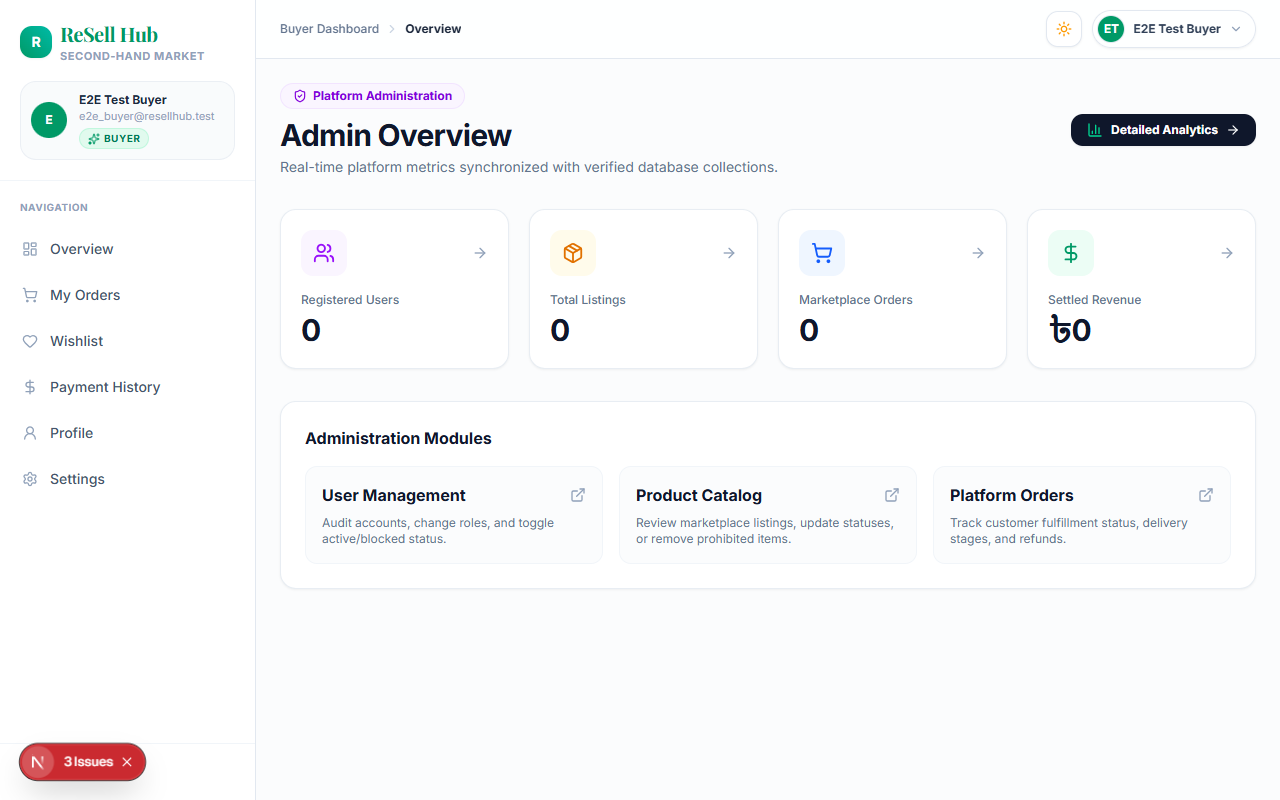 R
ReSell Hub
SECOND-HAND MARKET
E
E2E Test Buyer
e2e_buyer@resellhub.test
BUYER
NAVIGATION
Overview
My Orders
Wishlist
Payment History
Profile
Settings
N
3 Issues
Buyer Dashboard
Overview
ET
E2E Test Buyer
Platform Administration
Admin Overview
Real-time platform metrics synchronized with verified database collections.
Detailed Analytics
Registered Users
0
Total Listings
0
Marketplace Orders
0
Settled Revenue
৳0
Administration Modules
User Management
Audit accounts, change roles, and toggle
active/blocked status.
Product Catalog
Review marketplace listings, update statuses,
or remove prohibited items.
Platform Orders
Track customer fulfillment status, delivery
stages, and refunds.